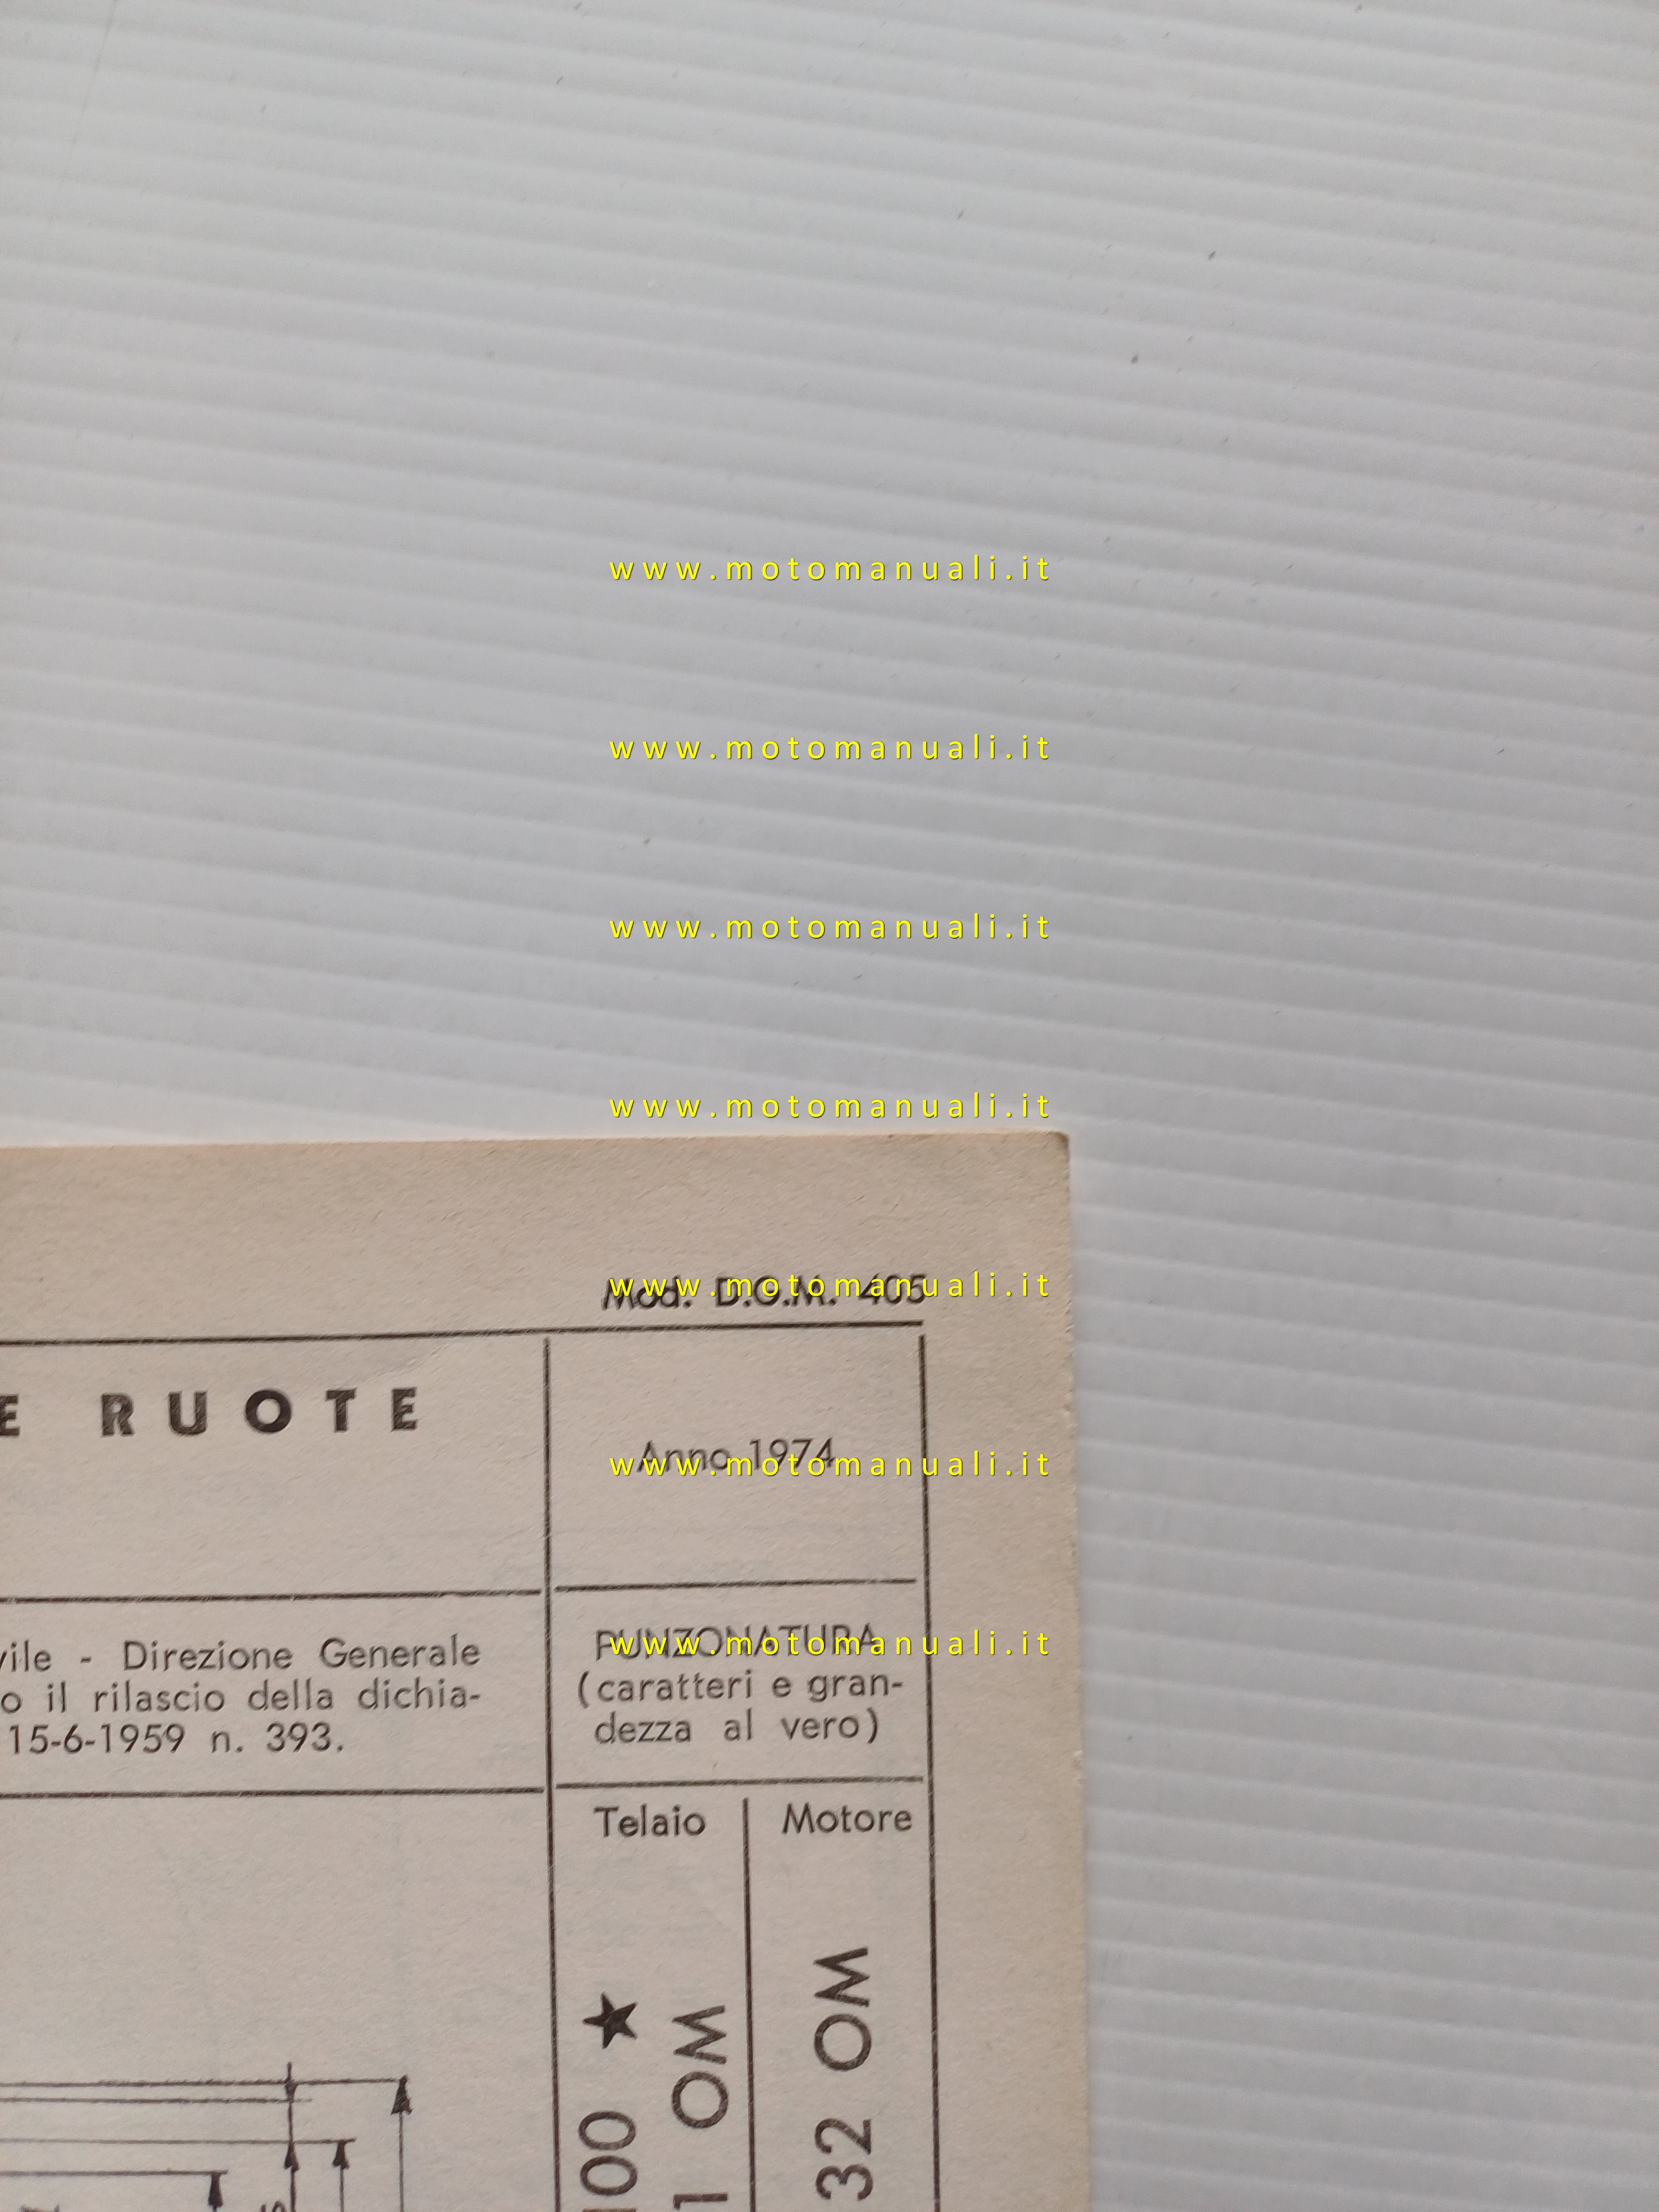 www.motomanuali.it
www.motomanuali.it
www.motomanuali.it
www.motomanuali.it
www.motomanuali.it
Mod. D.G.M. 405
E RUOTE
Anno 1974
www.motomanuali.it
vile - Direzione Generale
o il rilascio della dichia-
15-6-1959 n. 393.
PUNZONATURA
www.motomanuali.it
(caratteri e gran-
dezza al vero)
Telaio
Motore
100 ★
1 OM
32 OM